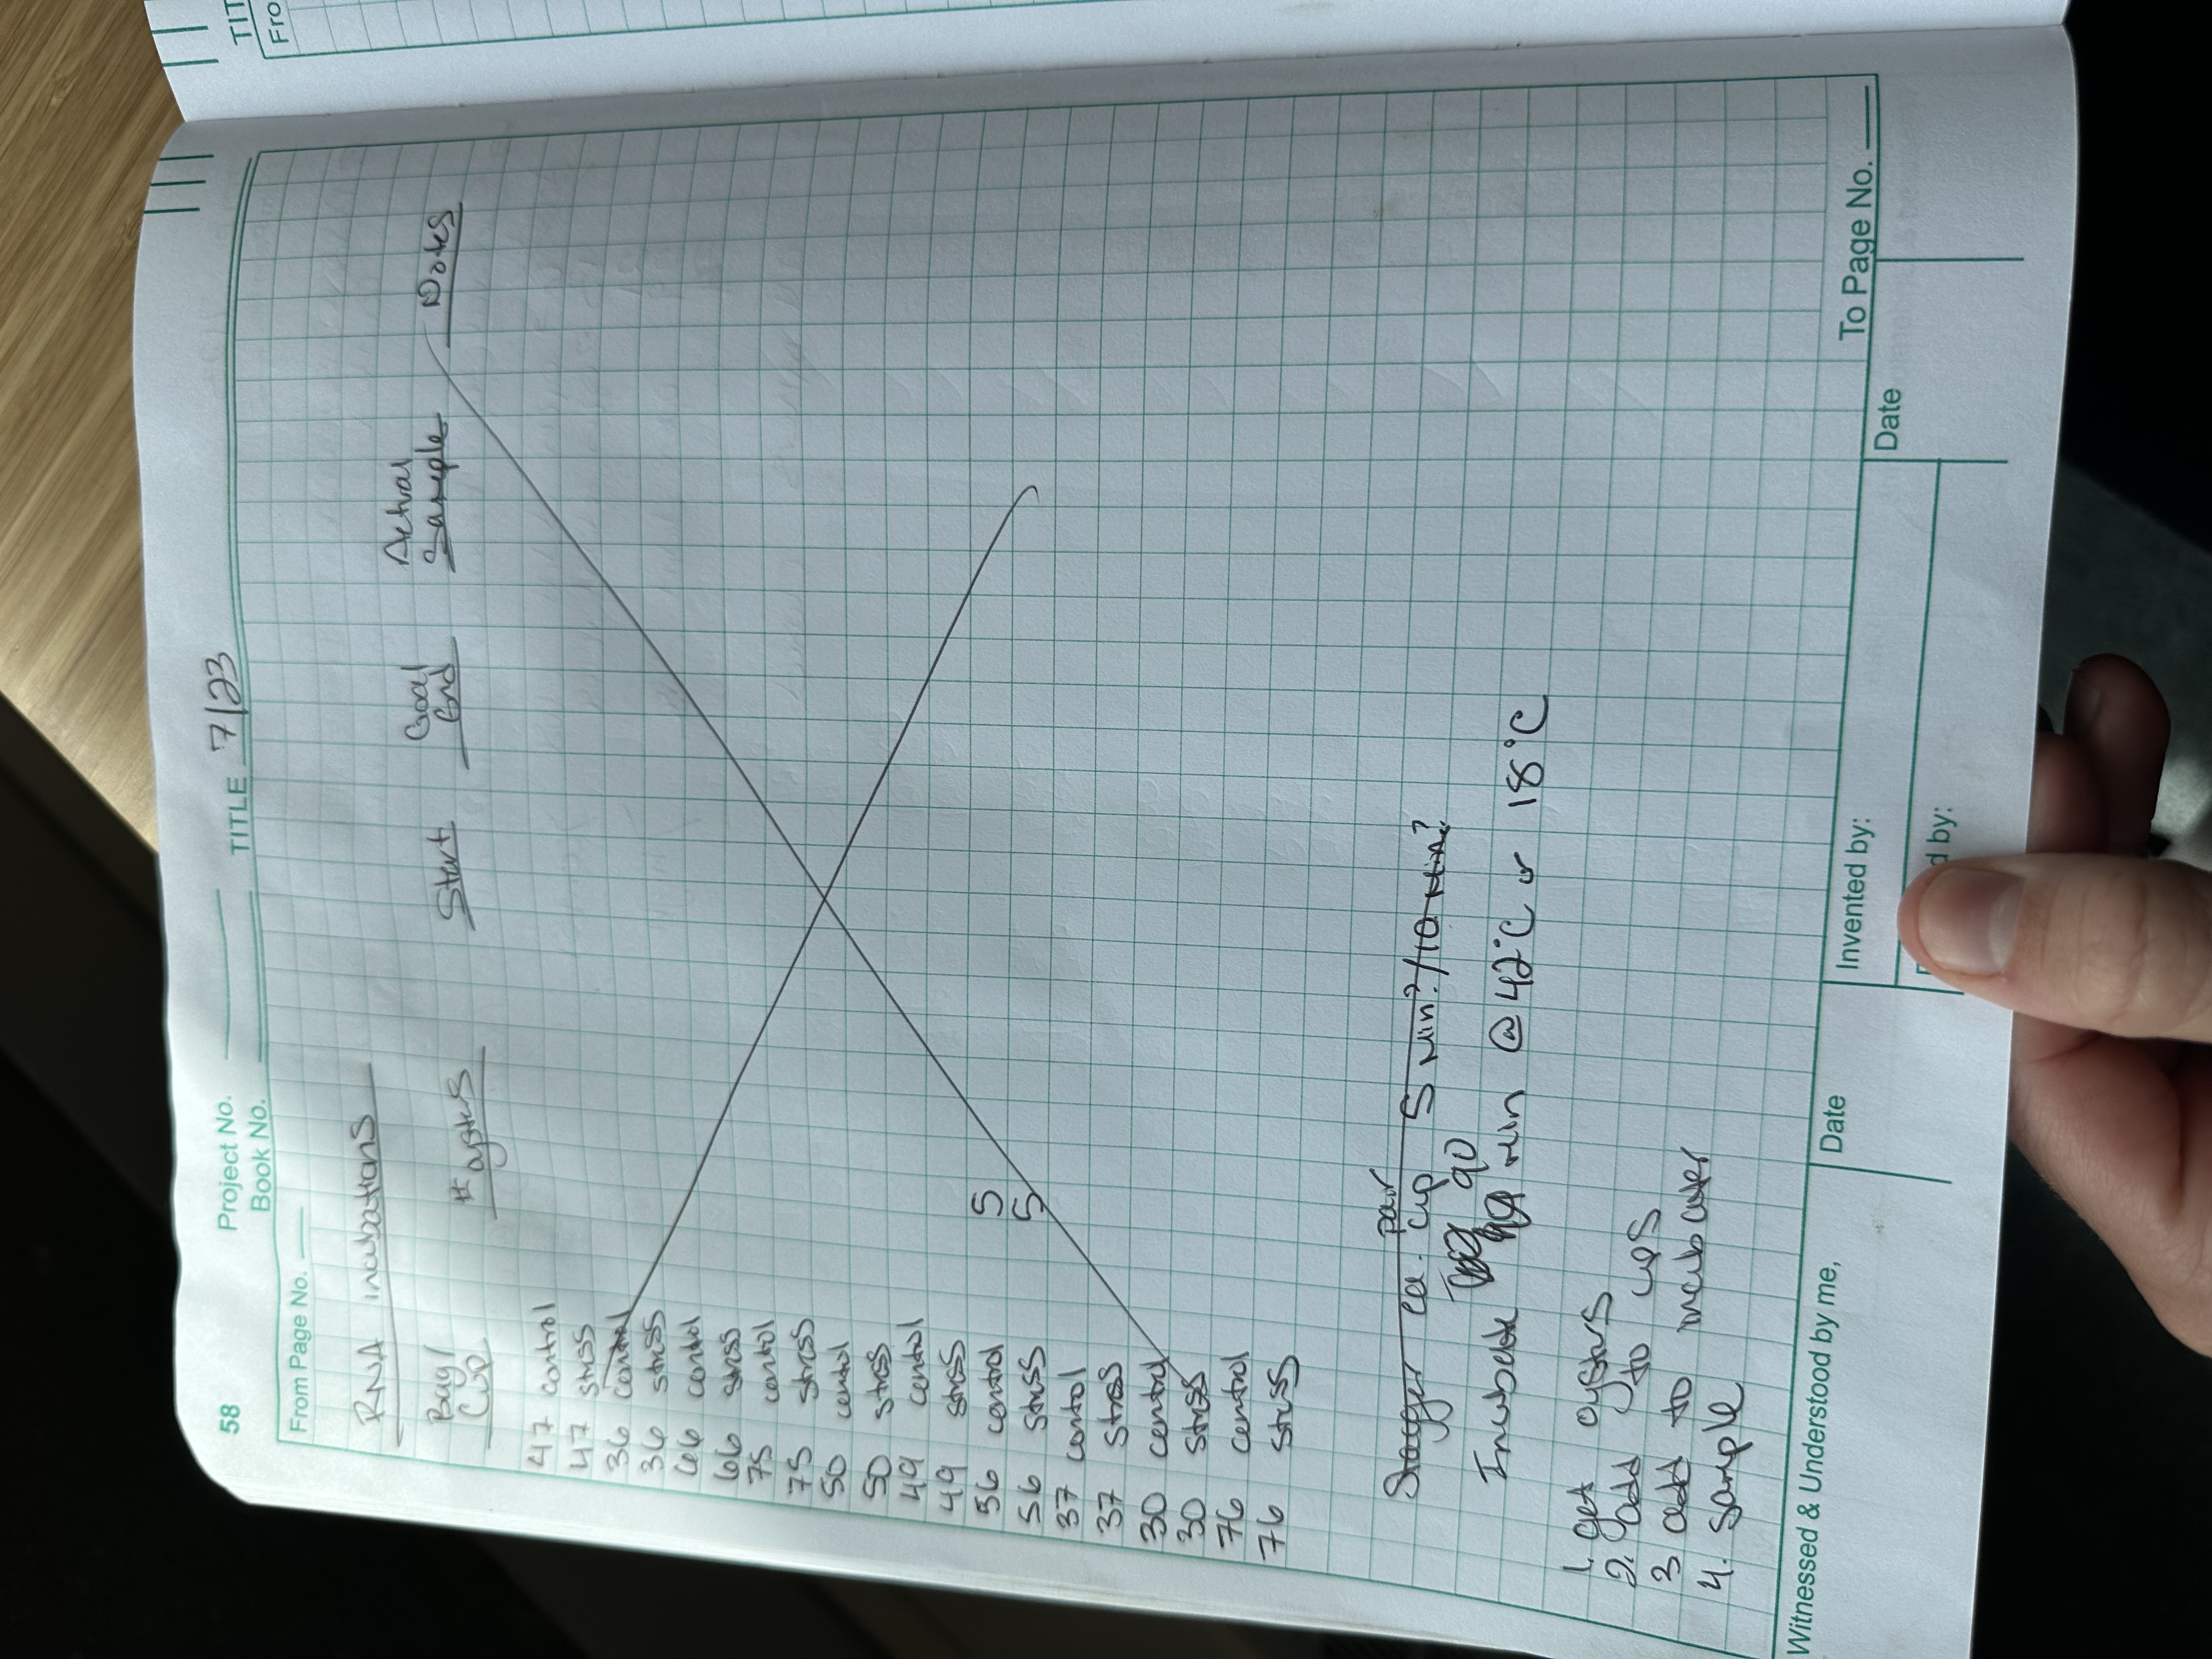 58 Project No. TITLE 7/23
Book No.
From Page No.
RNA incubations
Bag/ Cup # oysters Start Goal End Actual Sample Notes
47 control
47 stress
36 control
36 stress
66 control
66 stress
75 control
75 stress
50 control
50 stress
49 control
49 stress
56 control 5
56 stress 5
37 control
37 stress
30 control
30 stress
76 control
76 stress
pair
Stagger ea. cup 5 min?/10 min?
90
Incubate min @ 42°C or 18°C
1. get oysters
2. add to cups
3 add to incubater
4. sample
To Page No.
Witnessed & Understood by me,
Date
Invented by:
Date
d by:
TIT
Fro